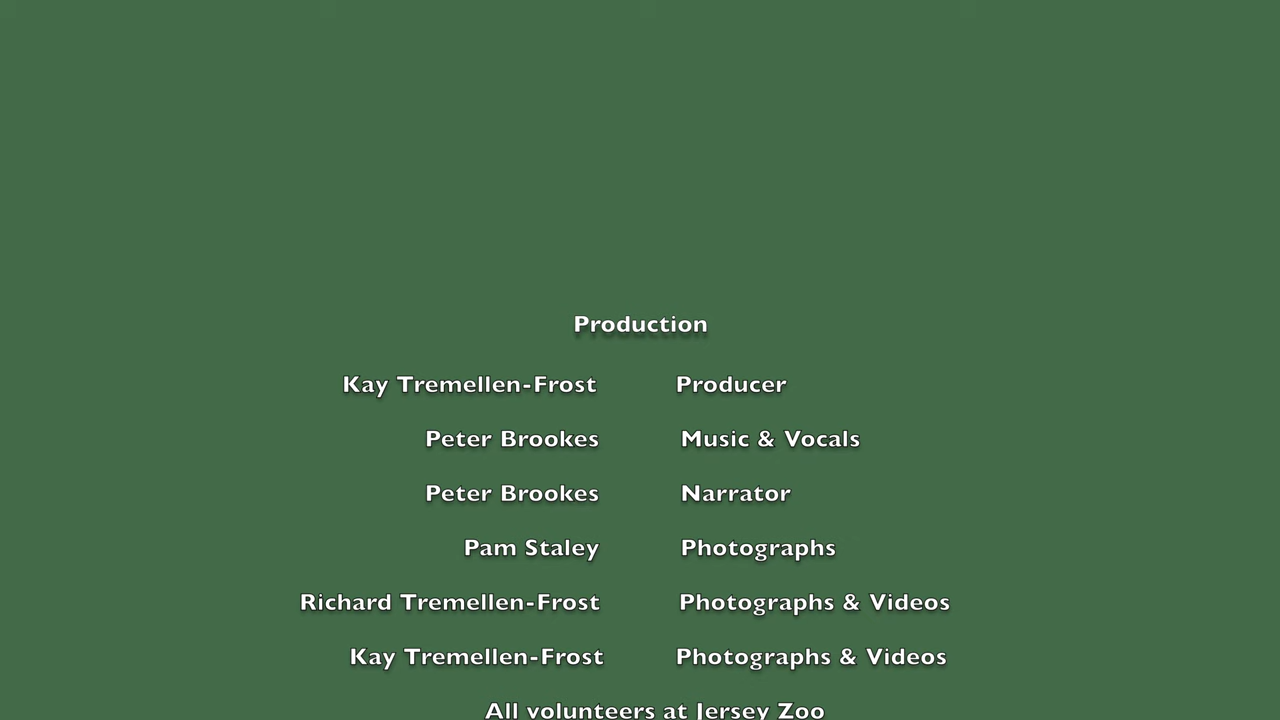 Production
Kay Tremellen-Frost Producer
Peter Brookes Music & Vocals
Peter Brookes Narrator
Pam Staley Photographs
Richard Tremellen-Frost Photographs & Videos
Kay Tremellen-Frost Photographs & Videos
All volunteers at Jersey Zoo